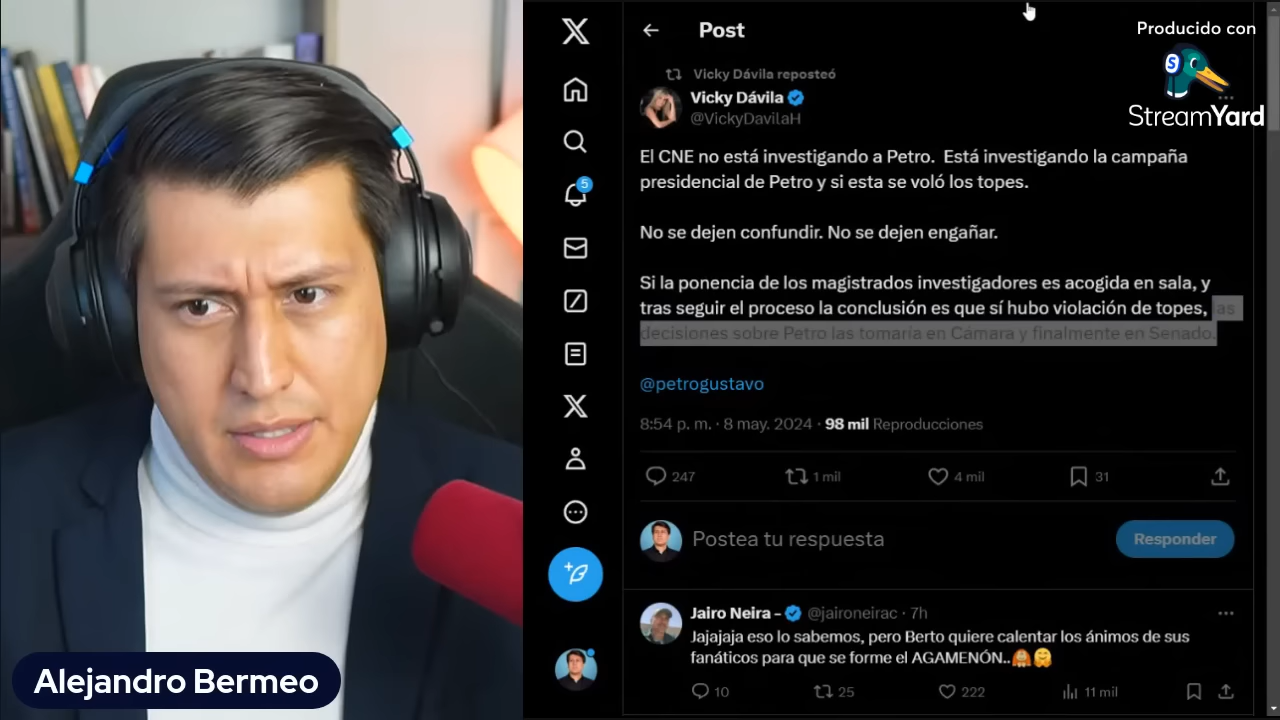 Post
Producido con
StreamYard
Vicky Dávila reposteó
Vicky Dávila
@VickyDavilaH
El CNE no está investigando a Petro. Está investigando la campaña
presidencial de Petro y si esta se voló los topes.
No se dejen confundir. No se dejen engañar.
Si la ponencia de los magistrados investigadores es acogida en sala, y
tras seguir el proceso la conclusión es que sí hubo violación de topes, las
decisiones sobre Petro las tomaría en Cámara y finalmente en Senado.
@petrogustavo
8:54 p. m. · 8 may. 2024 · 98 mil Reproducciones
247 1 mil 4 mil 31
Postea tu respuesta
Responder
Jairo Neira - @jaironeirac · 7h
Jajajaja eso lo sabemos, pero Berto quiere calentar los ánimos de sus
fanáticos para que se forme el AGAMENÓN..
10 25 222 11 mil
5
Alejandro Bermeo